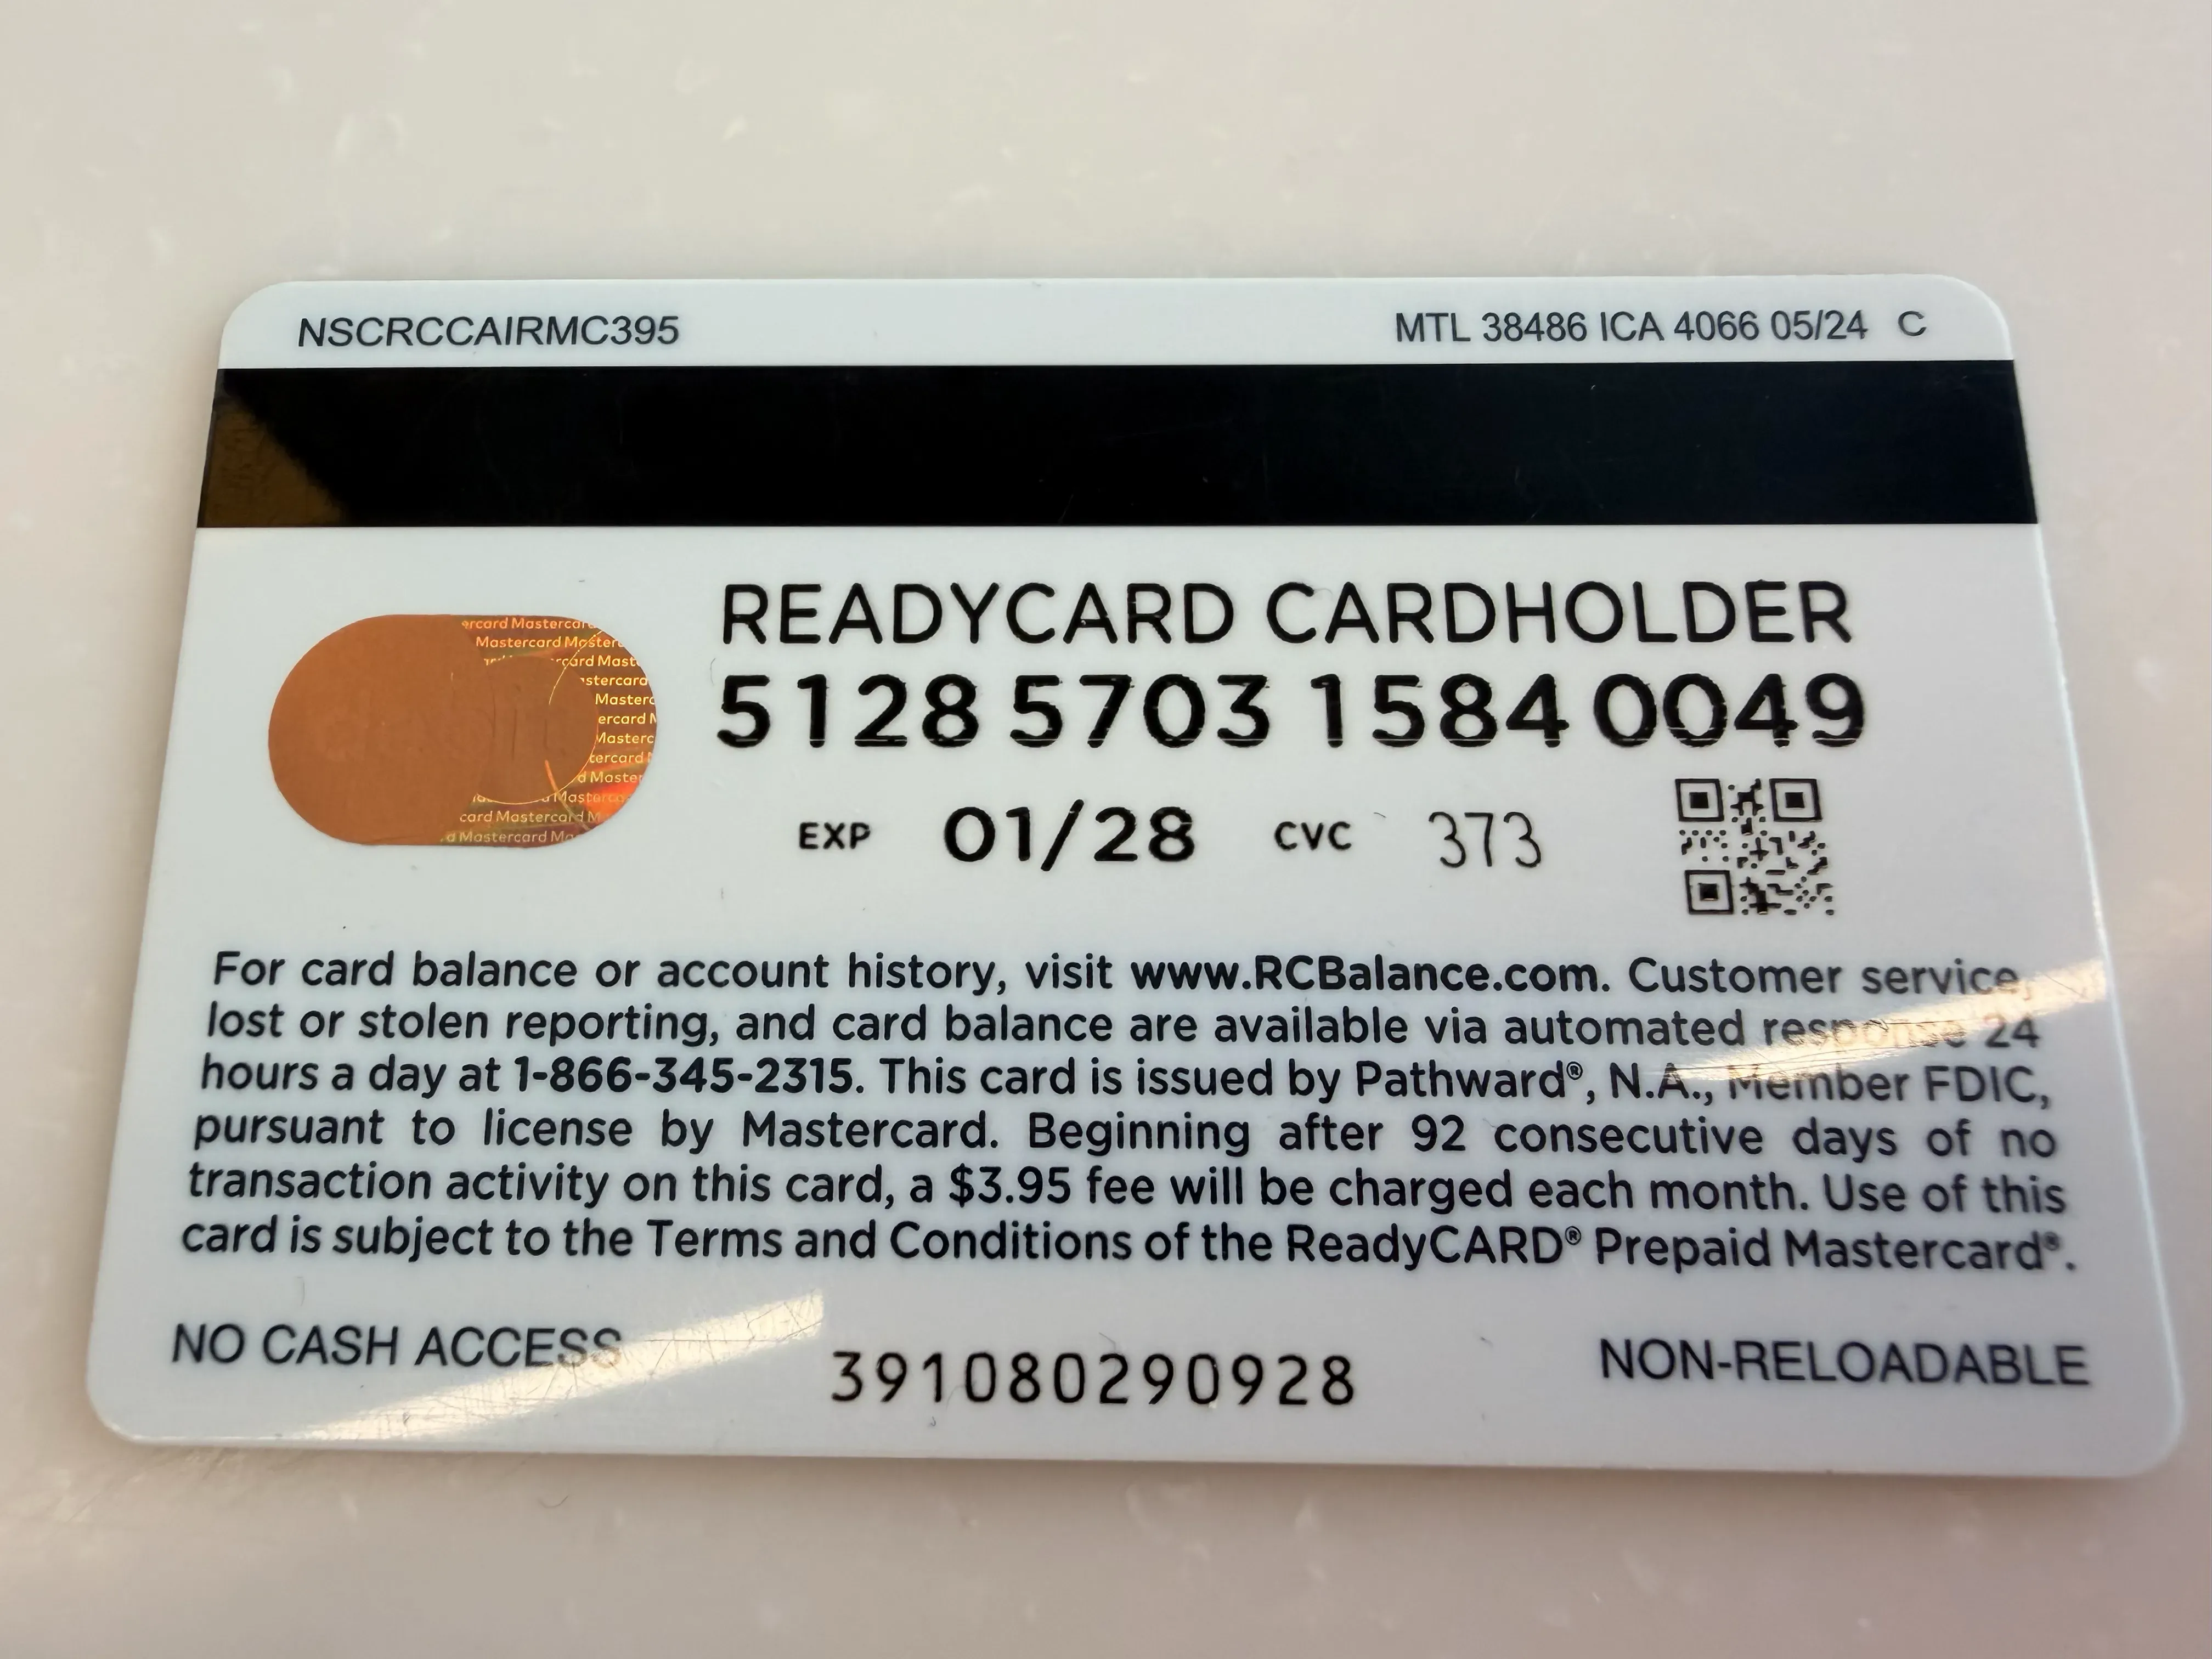 NSCRCCAIRMC395 MTL 38486 ICA 4066 05/24 C
READYCARD CARDHOLDER
5128 5703 1584 0049
EXP 01/28 CVC 373
For card balance or account history, visit www.RCBalance.com. Customer service,
lost or stolen reporting, and card balance are available via automated response 24
hours a day at 1-866-345-2315. This card is issued by Pathward®, N.A., Member FDIC,
pursuant to license by Mastercard. Beginning after 92 consecutive days of no
transaction activity on this card, a $3.95 fee will be charged each month. Use of this
card is subject to the Terms and Conditions of the ReadyCARD® Prepaid Mastercard®.
NO CASH ACCESS 391080290928 NON-RELOADABLE